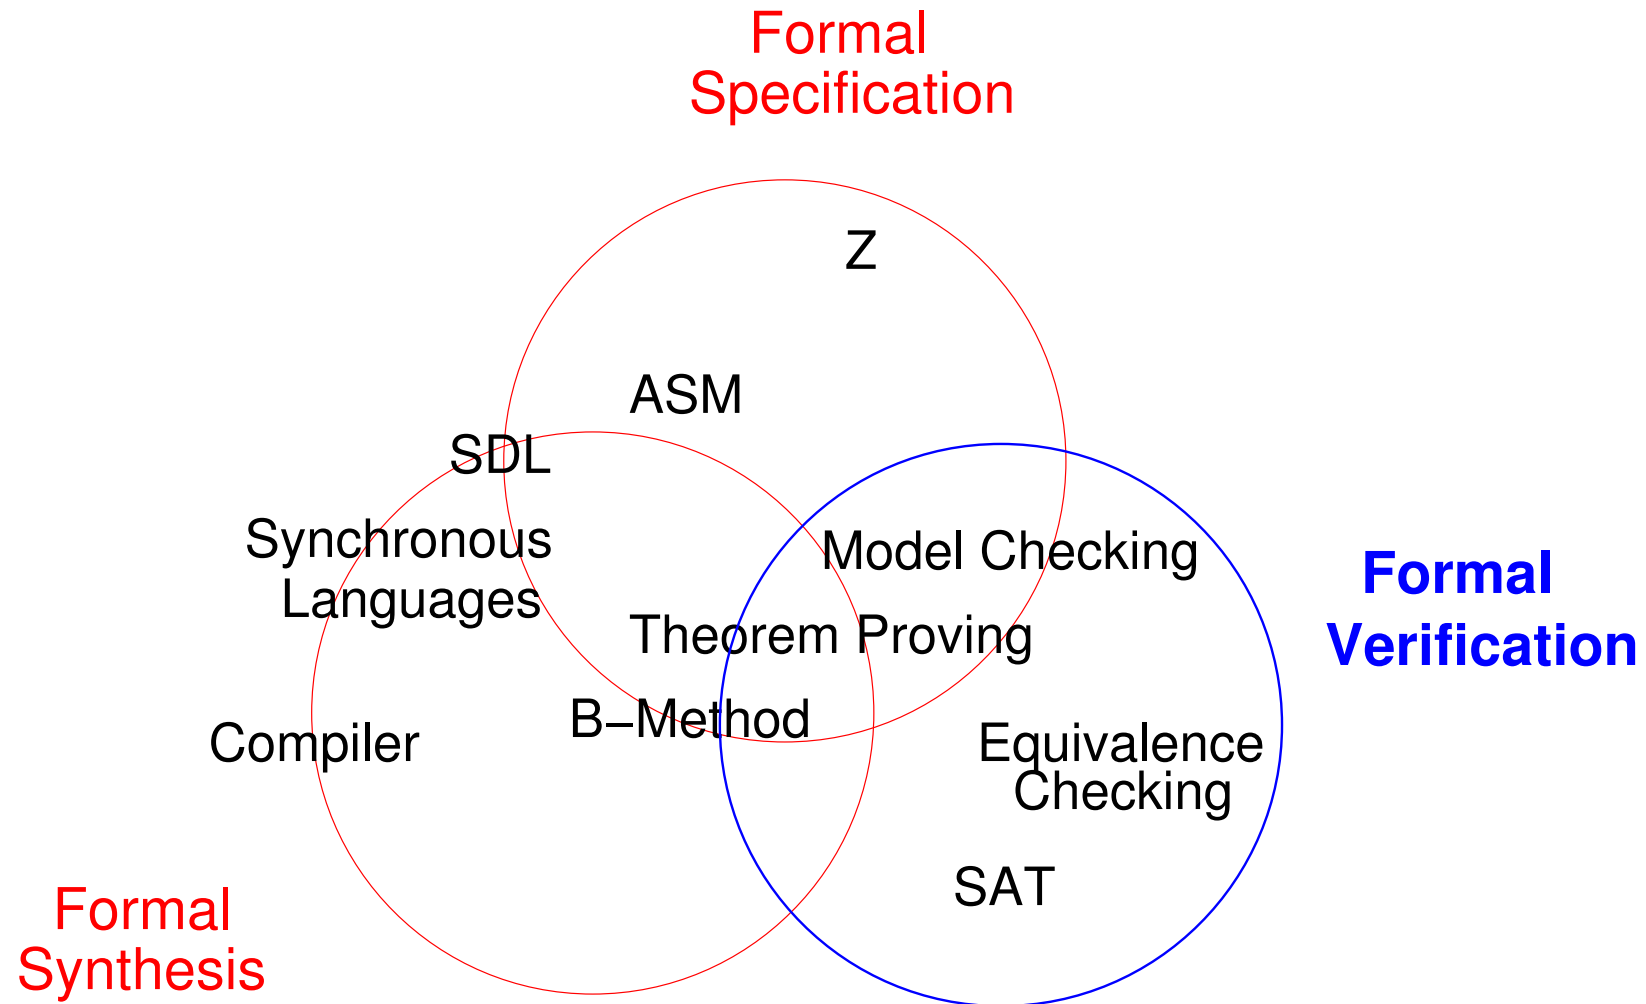 Formal
Specification
Z
ASM
SDL
Synchronous
Languages
Model Checking
Formal
Verification
Theorem Proving
B−Method
Compiler
Equivalence
Checking
SAT
Formal
Synthesis